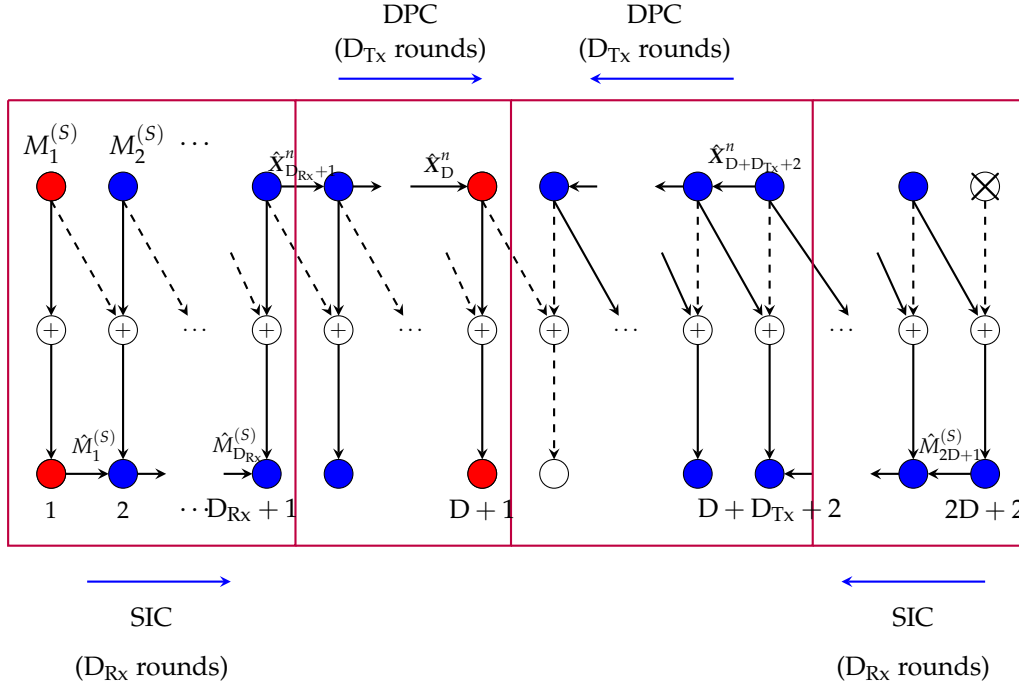 DPC
(D_Tx rounds)
DPC
(D_Tx rounds)
M_1^(S) M_2^(S) ···
X̂^n_{D_Rx+1}
X̂^n_D
X̂^n_{D+D_Tx+2}
+ + ··· + + ··· + + ··· + + ··· + +
M̂_1^(S)
M̂^(S)_{D_Rx}
M̂^(S)_{2D+1}
1 2 ··· D_Rx + 1 D + 1 D + D_Tx + 2 2D + 2
SIC
(D_Rx rounds)
SIC
(D_Rx rounds)